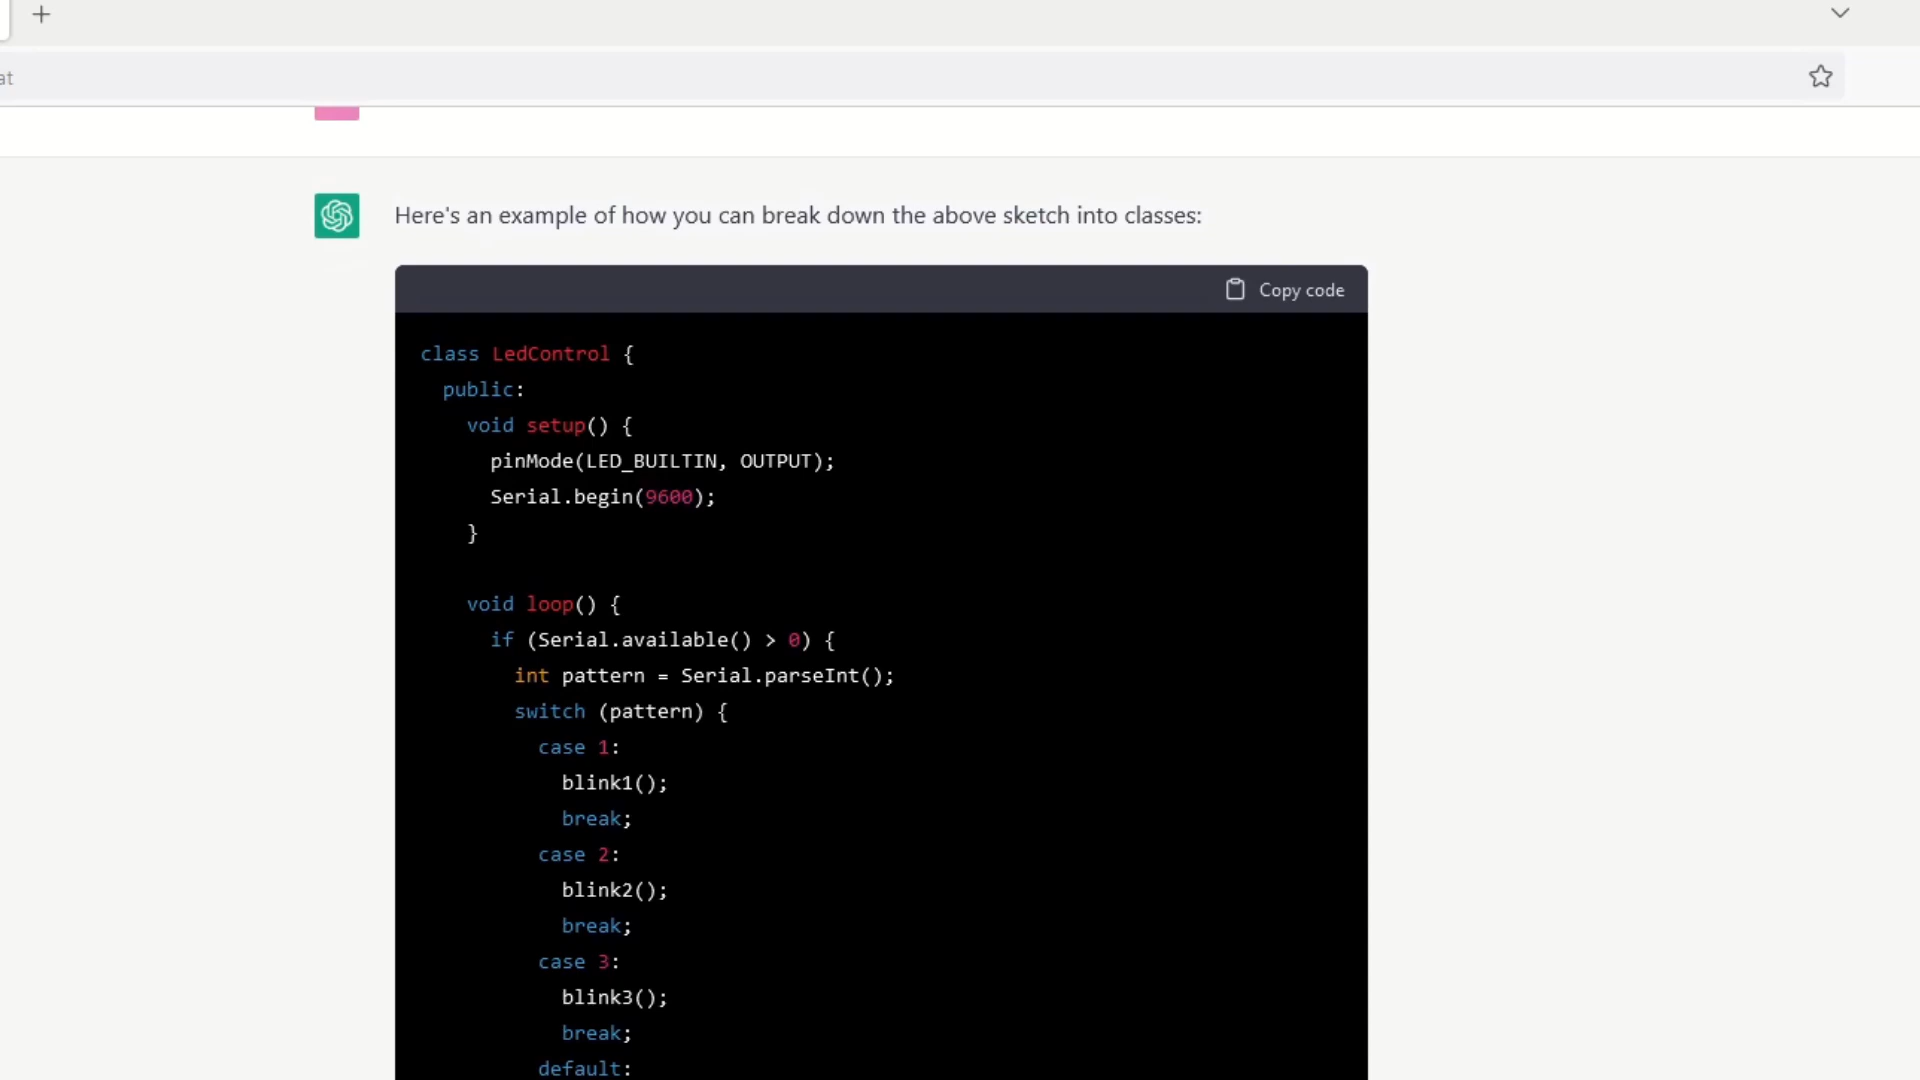 at
Here's an example of how you can break down the above sketch into classes:
Copy code
class LedControl {
public:
void setup() {
pinMode(LED_BUILTIN, OUTPUT);
Serial.begin(9600);
}
void loop() {
if (Serial.available() > 0) {
int pattern = Serial.parseInt();
switch (pattern) {
case 1:
blink1();
break;
case 2:
blink2();
break;
case 3:
blink3();
break;
default: